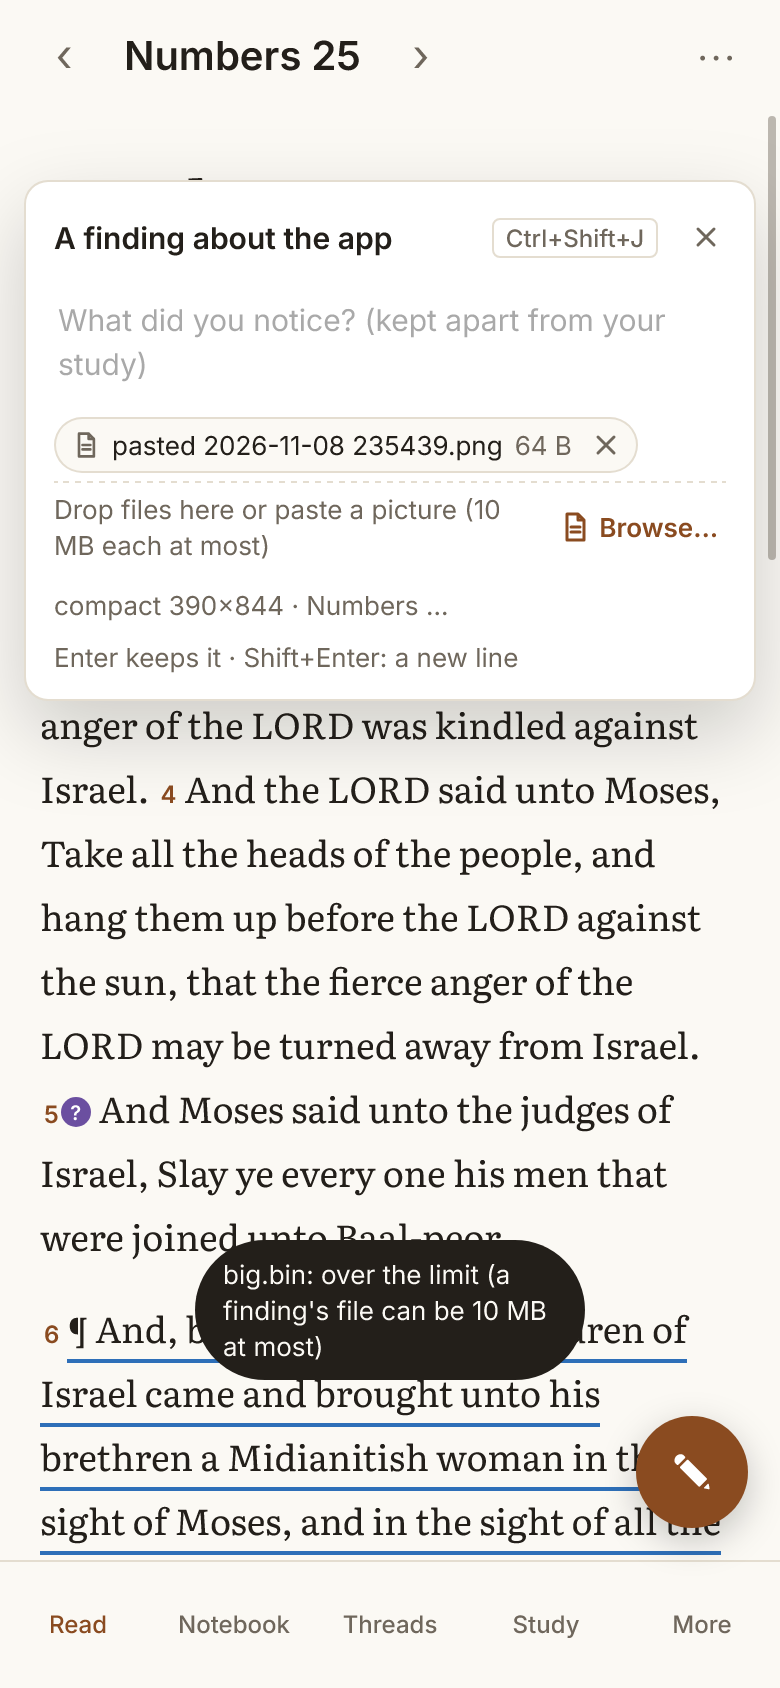 Numbers 25
A finding about the app
Ctrl+Shift+J
What did you notice? (kept apart from your
study)
pasted 2026-11-08 235439.png 64 B
Drop files here or paste a picture (10
MB each at most)
Browse...
compact 390×844 · Numbers ...
Enter keeps it · Shift+Enter: a new line
anger of the LORD was kindled against
Israel. 4 And the LORD said unto Moses,
Take all the heads of the people, and
hang them up before the LORD against
the sun, that the fierce anger of the
LORD may be turned away from Israel.
5 ? And Moses said unto the judges of
Israel, Slay ye every one his men that
were joined unto Baal-peor.
big.bin: over the limit (a
finding's file can be 10 MB
at most)
6 ¶ And, of
Israel came and brought unto his
brethren a Midianitish woman in
sight of Moses, and in the sight of all the
Read
Notebook
Threads
Study
More